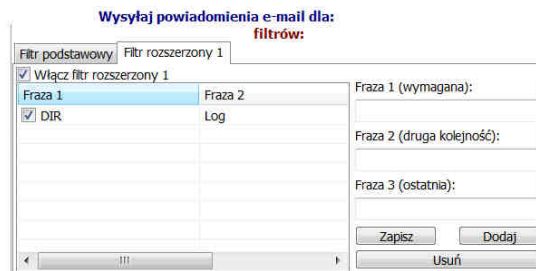 Wysyłaj powiadomienia e-mail dla:
filtrów:
Filtr podstawowy Filtr rozszerzony 1
Włącz filtr rozszerzony 1
Fraza 1 Fraza 2
DIR Log
Fraza 1 (wymagana):
Fraza 2 (druga kolejność):
Fraza 3 (ostatnia):
Zapisz Dodaj
Usuń